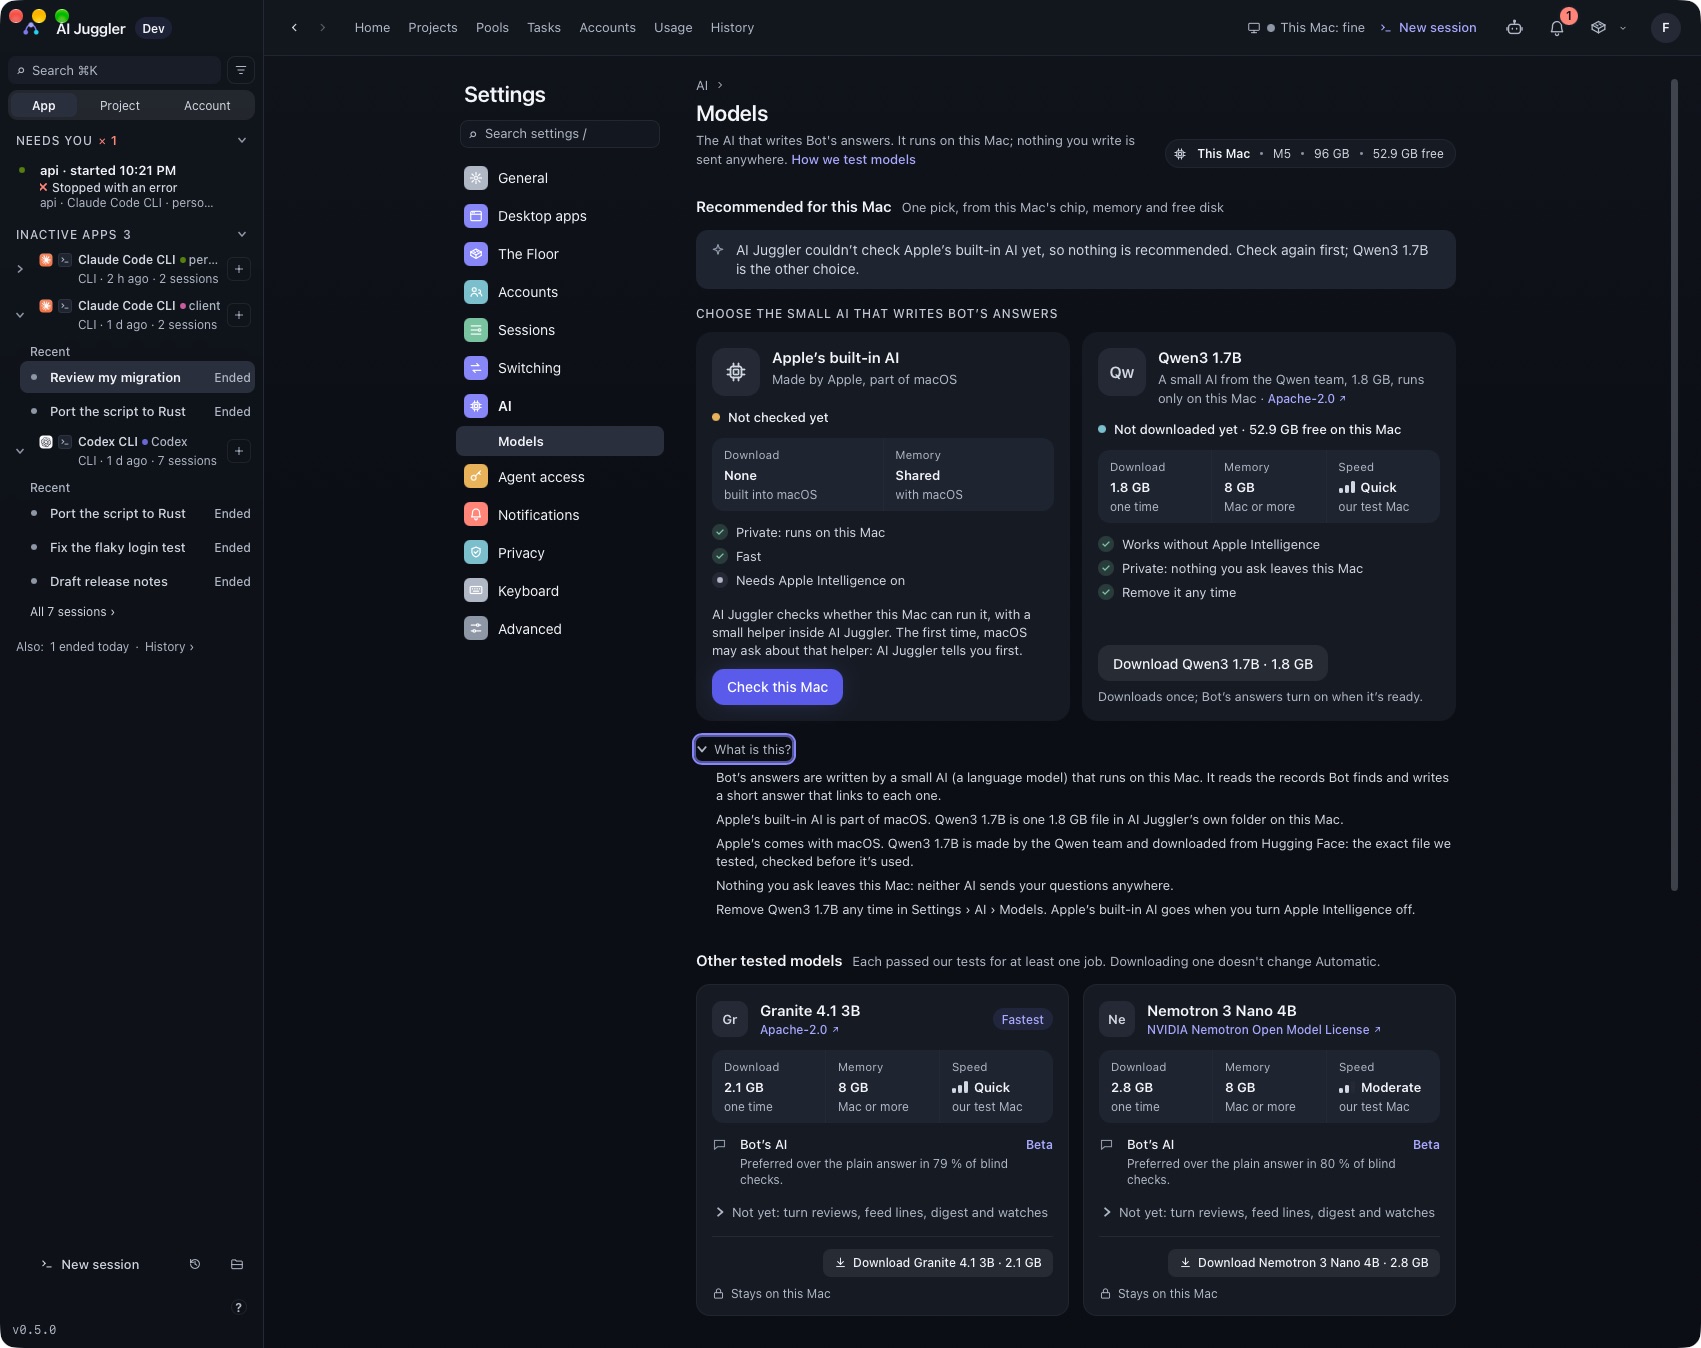 AI Juggler Dev
Search ⌘K
App Project Account
NEEDS YOU × 1
api · started 10:21 PM
Stopped with an error
api · Claude Code CLI · perso...
INACTIVE APPS 3
Claude Code CLI per...
CLI · 2 h ago · 2 sessions
Claude Code CLI client
CLI · 1 d ago · 2 sessions
Recent
Review my migration Ended
Port the script to Rust Ended
Codex CLI Codex
CLI · 1 d ago · 7 sessions
Recent
Port the script to Rust Ended
Fix the flaky login test Ended
Draft release notes Ended
All 7 sessions ›
Also: 1 ended today · History ›
New session
?
v0.5.0
Home Projects Pools Tasks Accounts Usage History
This Mac: fine
New session
1
F
Settings
Search settings /
General
Desktop apps
The Floor
Accounts
Sessions
Switching
AI
Models
Agent access
Notifications
Privacy
Keyboard
Advanced
AI ›
Models
The AI that writes Bot's answers. It runs on this Mac; nothing you write is
sent anywhere. How we test models
This Mac • M5 • 96 GB • 52.9 GB free
Recommended for this Mac One pick, from this Mac's chip, memory and free disk
AI Juggler couldn't check Apple's built-in AI yet, so nothing is recommended. Check again first; Qwen3 1.7B
is the other choice.
CHOOSE THE SMALL AI THAT WRITES BOT'S ANSWERS
Apple's built-in AI
Made by Apple, part of macOS
Not checked yet
Download Memory
None Shared
built into macOS with macOS
Private: runs on this Mac
Fast
Needs Apple Intelligence on
AI Juggler checks whether this Mac can run it, with a
small helper inside AI Juggler. The first time, macOS
may ask about that helper: AI Juggler tells you first.
Check this Mac
Qw
Qwen3 1.7B
A small AI from the Qwen team, 1.8 GB, runs
only on this Mac · Apache-2.0 ↗
Not downloaded yet · 52.9 GB free on this Mac
Download Memory Speed
1.8 GB 8 GB Quick
one time Mac or more our test Mac
Works without Apple Intelligence
Private: nothing you ask leaves this Mac
Remove it any time
Download Qwen3 1.7B · 1.8 GB
Downloads once; Bot's answers turn on when it's ready.
What is this?
Bot's answers are written by a small AI (a language model) that runs on this Mac. It reads the records Bot finds and writes
a short answer that links to each one.
Apple's built-in AI is part of macOS. Qwen3 1.7B is one 1.8 GB file in AI Juggler's own folder on this Mac.
Apple's comes with macOS. Qwen3 1.7B is made by the Qwen team and downloaded from Hugging Face: the exact file we
tested, checked before it's used.
Nothing you ask leaves this Mac: neither AI sends your questions anywhere.
Remove Qwen3 1.7B any time in Settings › AI › Models. Apple's built-in AI goes when you turn Apple Intelligence off.
Other tested models Each passed our tests for at least one job. Downloading one doesn't change Automatic.
Gr
Granite 4.1 3B
Apache-2.0 ↗
Fastest
Download Memory Speed
2.1 GB 8 GB Quick
one time Mac or more our test Mac
Bot's AI Beta
Preferred over the plain answer in 79 % of blind
checks.
Not yet: turn reviews, feed lines, digest and watches
Download Granite 4.1 3B · 2.1 GB
Stays on this Mac
Ne
Nemotron 3 Nano 4B
NVIDIA Nemotron Open Model License ↗
Download Memory Speed
2.8 GB 8 GB Moderate
one time Mac or more our test Mac
Bot's AI Beta
Preferred over the plain answer in 80 % of blind
checks.
Not yet: turn reviews, feed lines, digest and watches
Download Nemotron 3 Nano 4B · 2.8 GB
Stays on this Mac